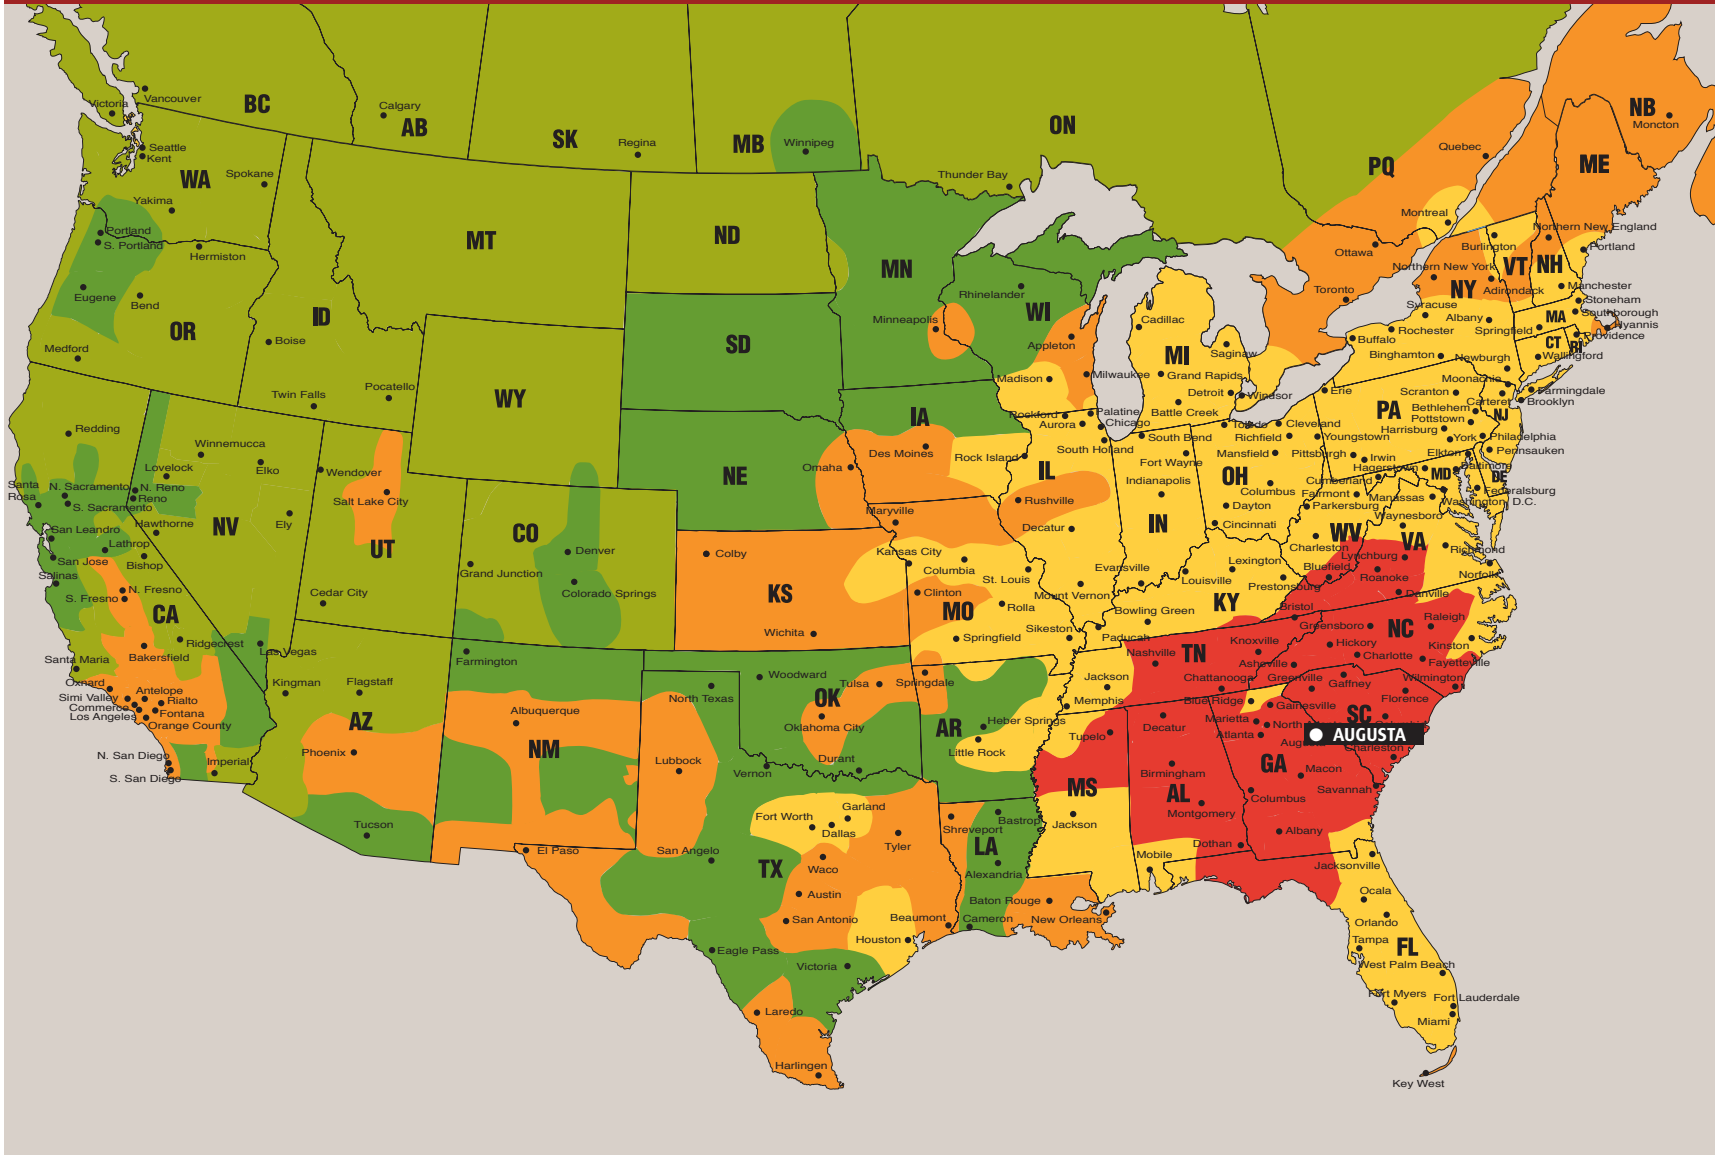 Victoria
Vancouver
BC
Calgary
AB
SK
Regina
MB
Winnipeg
ON
Thunder Bay
PQ
Quebec
Montreal
Ottawa
Toronto
NB
Moncton
ME
Seattle
Kent
WA
Spokane
Yakima
Portland
S. Portland
Hermiston
Eugene
Bend
OR
Medford
ID
Boise
Twin Falls
Pocatello
MT
WY
ND
SD
NE
Omaha
MN
Minneapolis
WI
Rhinelander
Appleton
Madison
Milwaukee
IA
Des Moines
Rock Island
MI
Cadillac
Saginaw
Grand Rapids
Detroit
Windsor
Battle Creek
Rockford
Palatine
Aurora
Chicago
South Holland
IL
Rushville
Decatur
South Bend
Fort Wayne
Indianapolis
IN
Evansville
Toledo
Cleveland
Richfield
Mansfield
OH
Columbus
Dayton
Cincinnati
Youngstown
Northern New England
Portland
Burlington
VT
NH
Northern New York
Adirondack
NY
Syracuse
Albany
Rochester
Buffalo
Binghamton
Newburgh
Manchester
Stoneham
Southborough
Hyannis
Providence
MA
Springfield
CT
RI
Wallingford
Moonachie
Farmingdale
Brooklyn
Carteret
NJ
Erie
Scranton
PA
Bethlehem
Pottstown
Harrisburg
York
Philadelphia
Pennsauken
Pittsburgh
Irwin
Elkton
Hagerstown
MD
Baltimore
DE
Cumberland
Federalsburg
Fairmont
Manassas
Washington, D.C.
Parkersburg
Waynesboro
WV
VA
Charleston
Lynchburg
Richmond
Bluefield
Roanoke
Norfolk
Danville
Redding
Winnemucca
Lovelock
Elko
Wendover
Santa
Rosa
N. Sacramento
N. Reno
Reno
S. Sacramento
Hawthorne
NV
Ely
San Leandro
Lathrop
San Jose
Bishop
Salinas
N. Fresno
S. Fresno
CA
Ridgecrest
Las Vegas
Bakersfield
Santa Maria
Oxnard
Simi Valley
Antelope
Rialto
Commerce
Fontana
Los Angeles
Orange County
N. San Diego
S. San Diego
Imperial
Salt Lake City
UT
Cedar City
CO
Denver
Grand Junction
Colorado Springs
Kingman
Flagstaff
AZ
Phoenix
Tucson
Farmington
Albuquerque
NM
El Paso
Maryville
Colby
KS
Wichita
Kansas City
Columbia
St. Louis
Clinton
MO
Rolla
Springfield
Sikeston
Mount Vernon
Louisville
Lexington
Prestonsburg
KY
Bowling Green
Paducah
Woodward
North Texas
OK
Tulsa
Oklahoma City
Durant
Springdale
AR
Heber Springs
Little Rock
Jackson
Memphis
Nashville
TN
Knoxville
Chattanooga
Bristol
Greensboro
NC
Raleigh
Hickory
Kinston
Charlotte
Asheville
Fayetteville
Wilmington
Greenville
Gaffney
Florence
SC
Charleston
Blue Ridge
Gainesville
Marietta
Atlanta
AUGUSTA
GA
Macon
Columbus
Savannah
Albany
Tupelo
Decatur
Birmingham
AL
Montgomery
Dothan
MS
Jackson
Mobile
Lubbock
Vernon
Fort Worth
Garland
Dallas
Tyler
San Angelo
TX
Waco
Austin
San Antonio
Beaumont
Houston
Eagle Pass
Victoria
Laredo
Harlingen
Shreveport
Bastrop
LA
Alexandria
Baton Rouge
Cameron
New Orleans
Jacksonville
Ocala
Orlando
Tampa
FL
West Palm Beach
Fort Myers
Fort Lauderdale
Miami
Key West